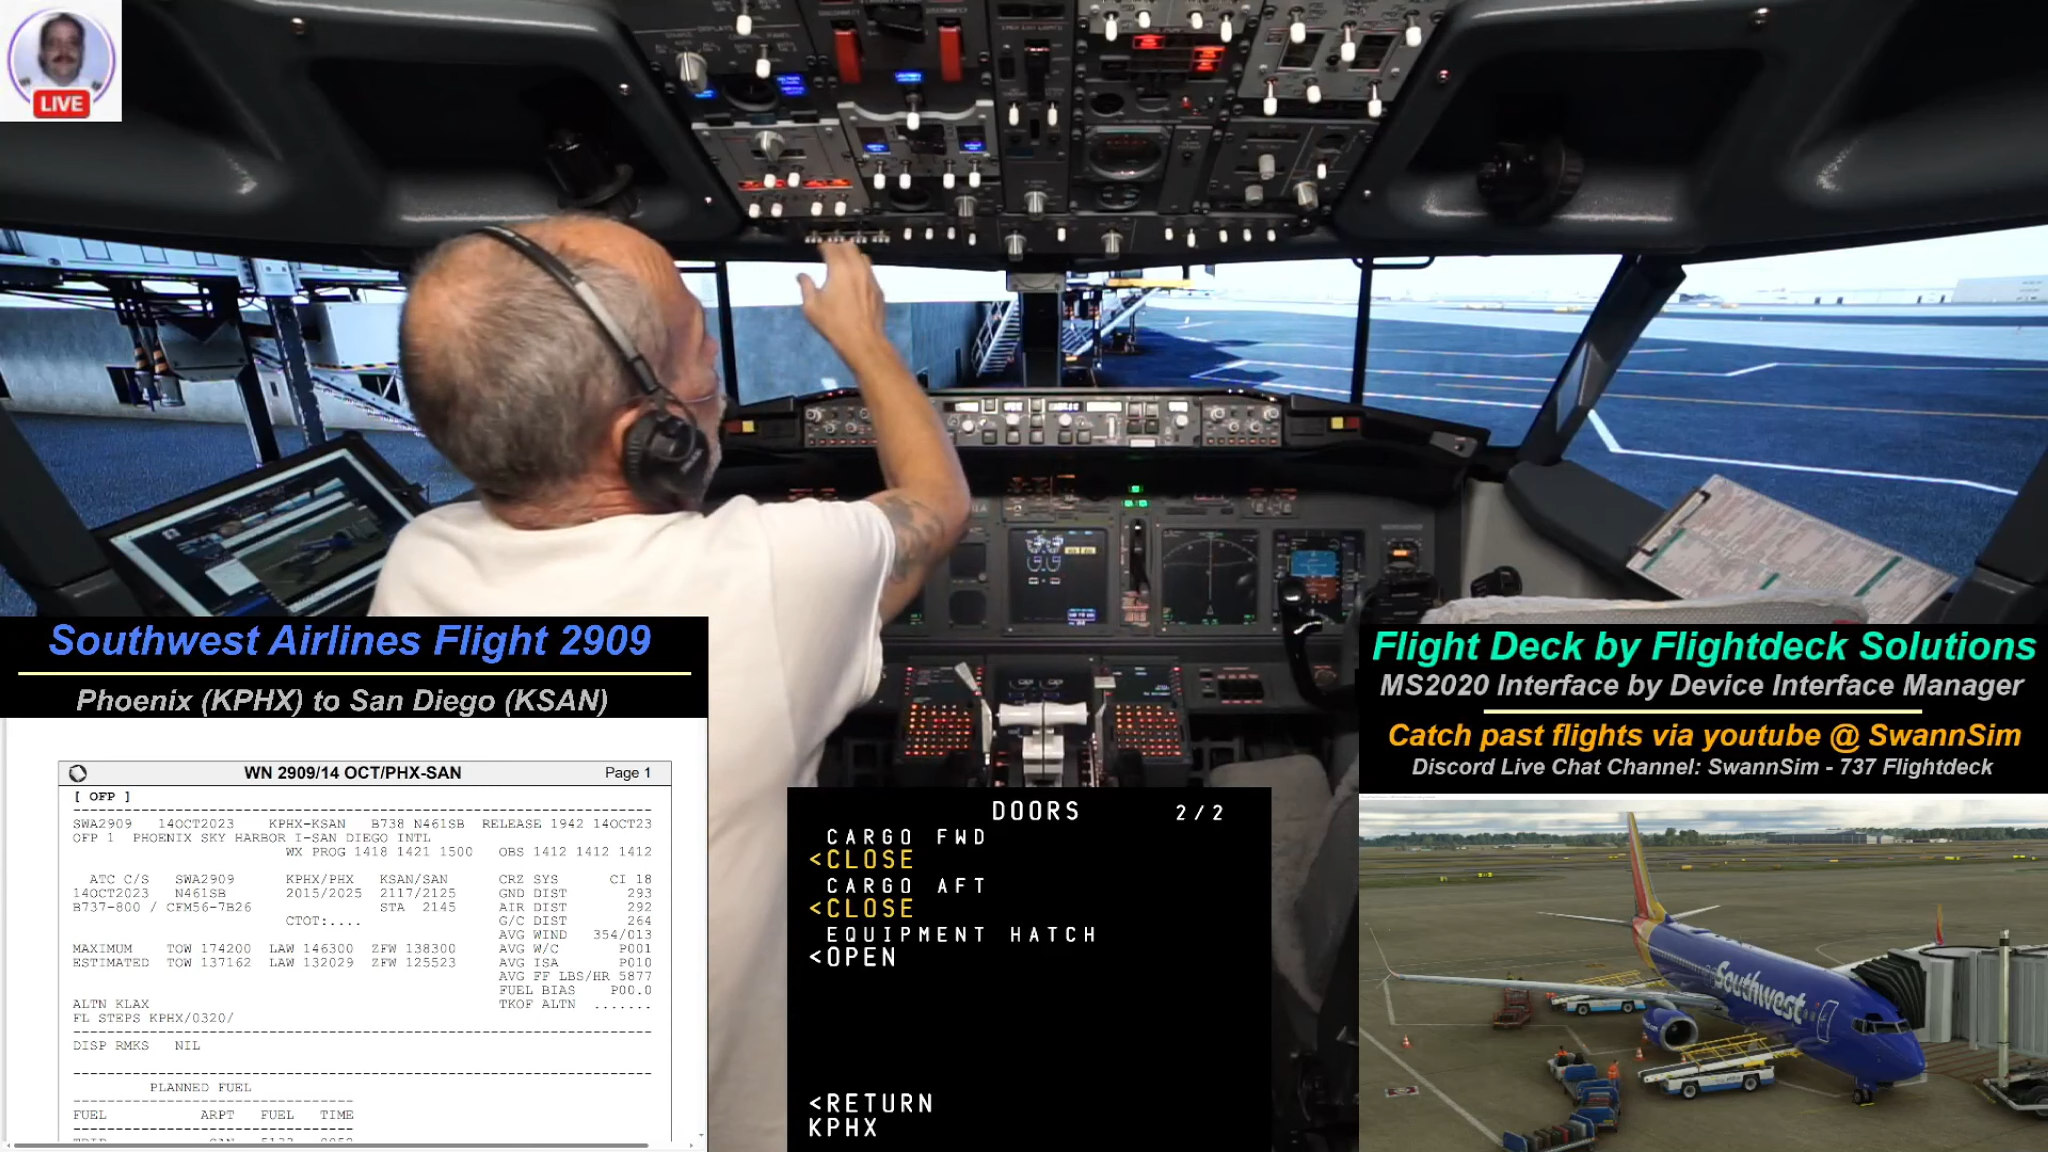 LIVE
Southwest Airlines Flight 2909
Phoenix (KPHX) to San Diego (KSAN)
WN 2909/14 OCT/PHX-SAN Page 1
[ OFP ]
SWA2909 14OCT2023 KPHX-KSAN B738 N461SB RELEASE 1942 14OCT23
OFP 1 PHOENIX SKY HARBOR I-SAN DIEGO INTL
WX PROG 1418 1421 1500 OBS 1412 1412 1412
ATC C/S SWA2909 KPHX/PHX KSAN/SAN CRZ SYS CI 18
14OCT2023 N461SB 2015/2025 2117/2125 GND DIST 293
B737-800 / CFM56-7B26 STA 2145 AIR DIST 292
CTOT:.... G/C DIST 264
AVG WIND 354/013
MAXIMUM TOW 174200 LAW 146300 ZFW 138300 AVG W/C P001
ESTIMATED TOW 137162 LAW 132029 ZFW 125523 AVG ISA P010
AVG FF LBS/HR 5877
FUEL BIAS P00.0
ALTN KLAX TKOF ALTN .......
FL STEPS KPHX/0320/
DISP RMKS NIL
PLANNED FUEL
FUEL ARPT FUEL TIME
DOORS 2/2
CARGO FWD
<CLOSE
CARGO AFT
<CLOSE
EQUIPMENT HATCH
<OPEN
<RETURN
KPHX
Flight Deck by Flightdeck Solutions
MS2020 Interface by Device Interface Manager
Catch past flights via youtube @ SwannSim
Discord Live Chat Channel: SwannSim - 737 Flightdeck
Southwest